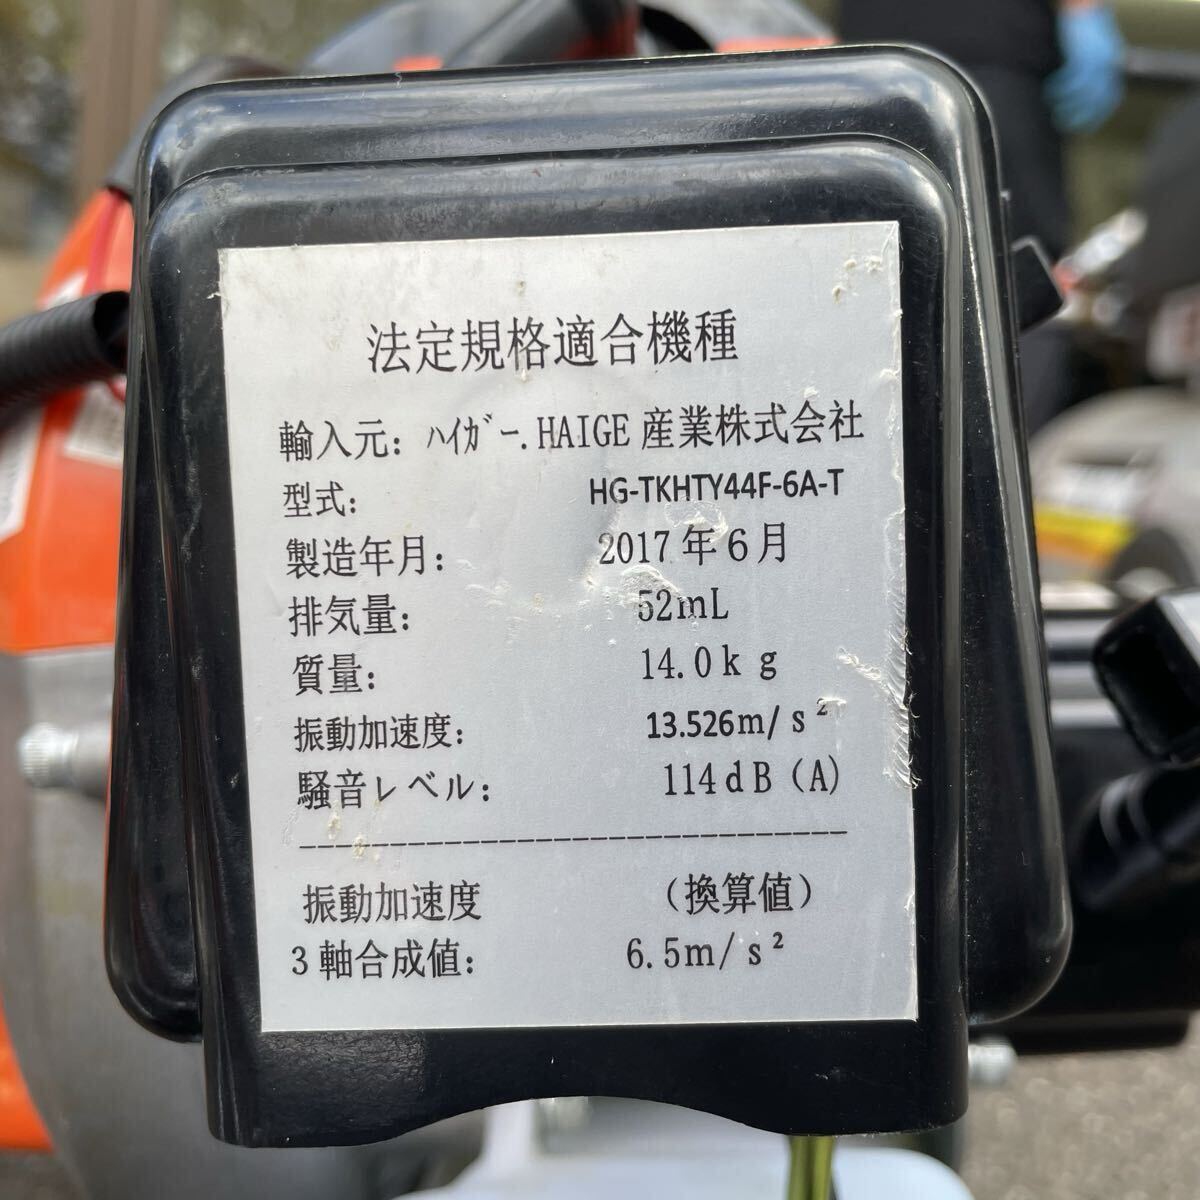 法定規格適合機種
輸入元: ﾊｲｶﾞｰ.HAIGE 産業株式会社
型式: HG-TKHTY44F-6A-T
製造年月: 2017年6月
排気量: 52mL
質量: 14.0kg
振動加速度: 13.526m/s²
騒音レベル: 114dB (A)
振動加速度 (換算値)
3軸合成値: 6.5m/s²